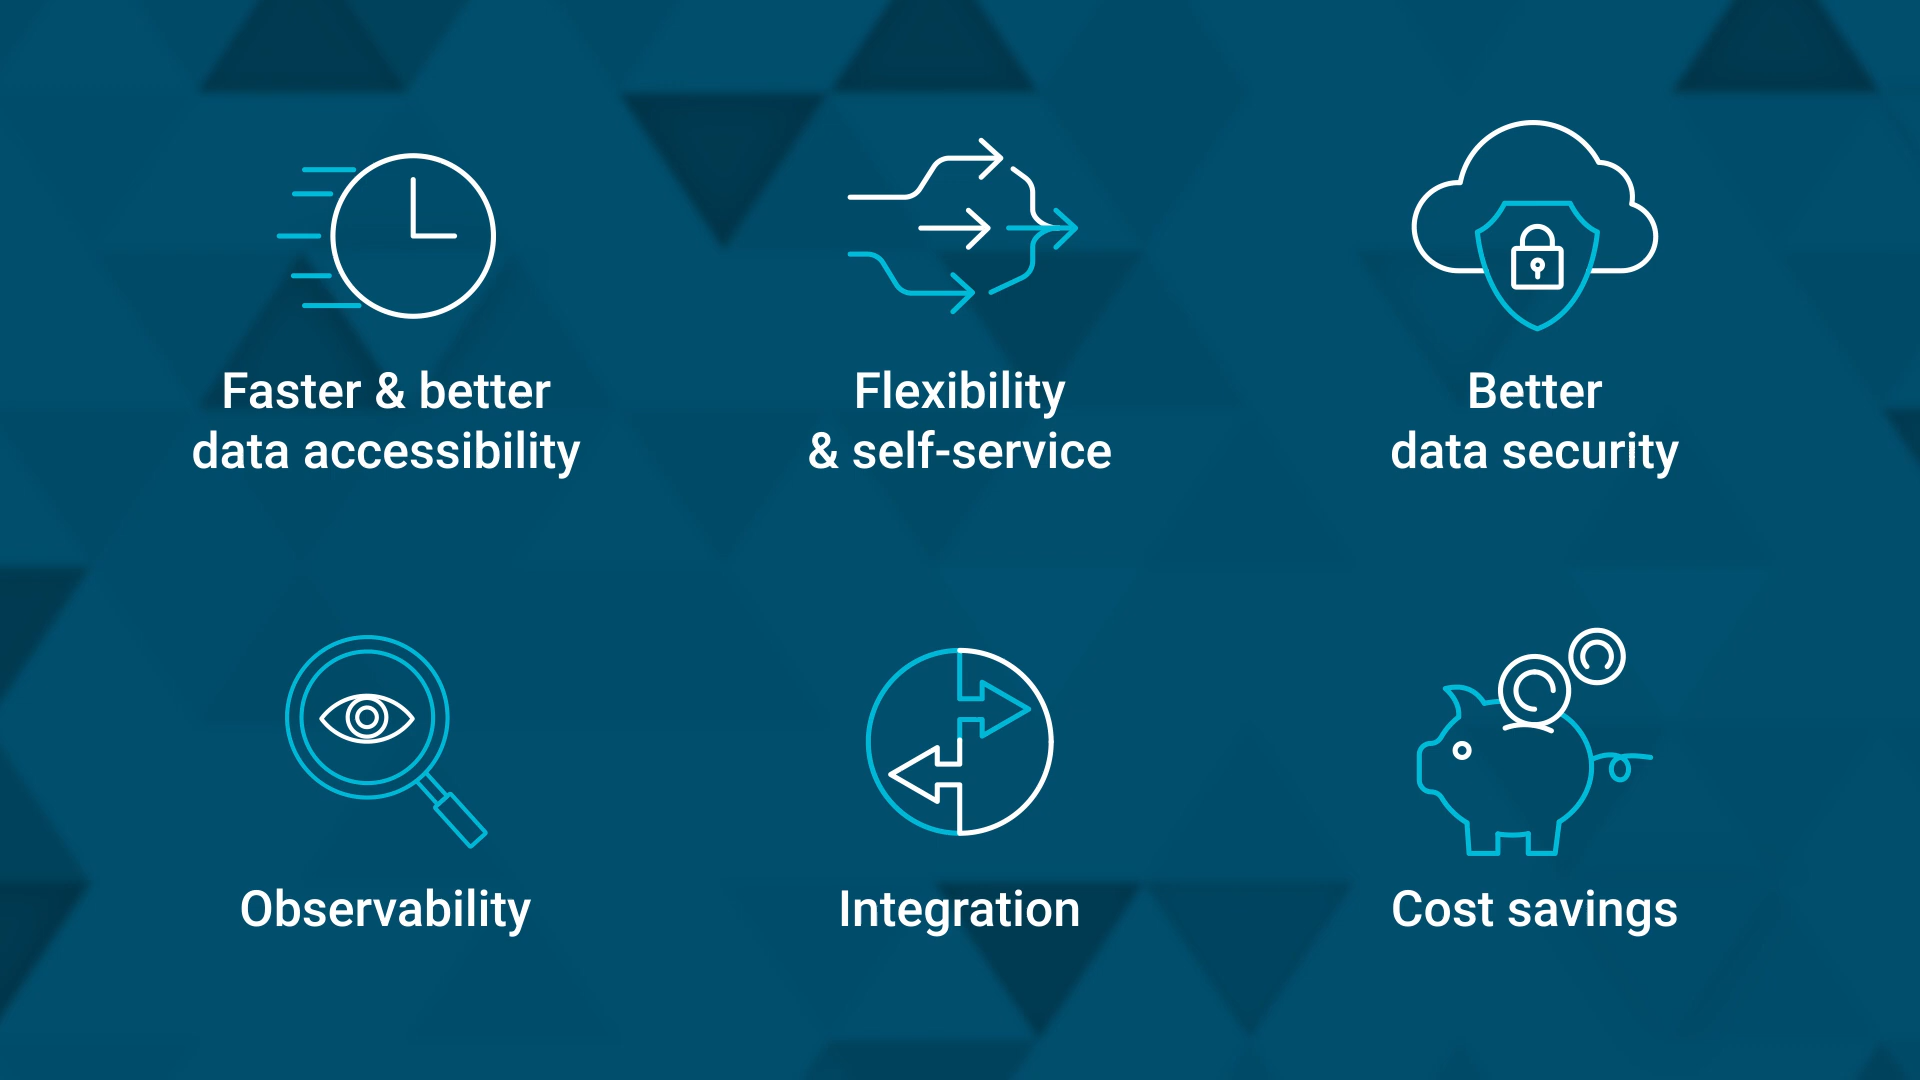 Faster & better
data accessibility
Flexibility
& self-service
Better
data security
Observability
Integration
Cost savings